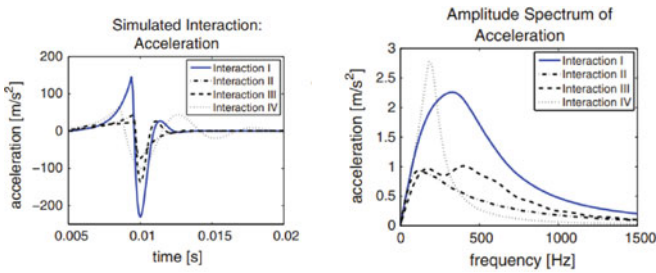 Simulated Interaction:
Acceleration
acceleration [m/s²]
200
100
0
-100
-200
0.005
0.01
0.015
0.02
time [s]
Interaction I
Interaction II
Interaction III
Interaction IV
Amplitude Spectrum of
Acceleration
acceleration [m/s²]
3
2.5
2
1.5
1
0.5
0
0
500
1000
1500
frequency [Hz]
Interaction I
Interaction II
Interaction III
Interaction IV